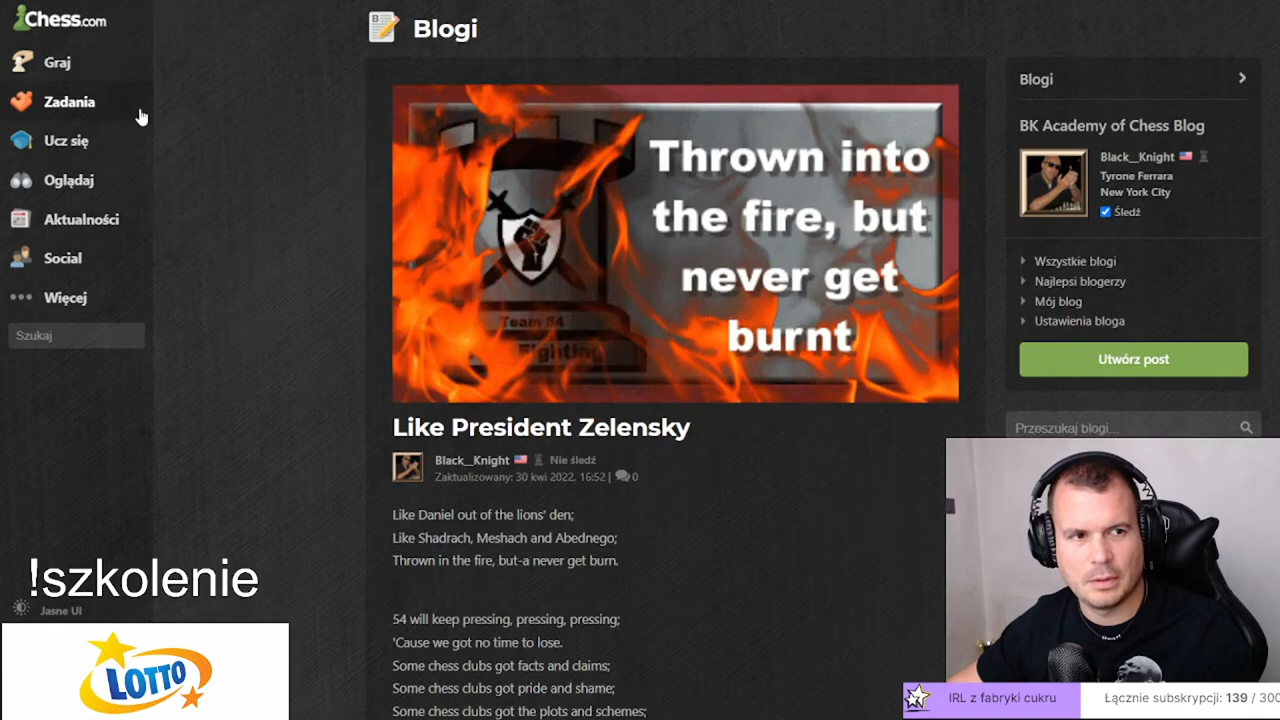 Chess.com
Graj
Zadania
Ucz się
Oglądaj
Aktualności
Social
Więcej
Szukaj
!szkolenie
Jasne UI
LOTTO
Blogi
Thrown into
the fire, but
never get
burnt
Team 54
Fighting
Like President Zelensky
Black__Knight
Nie śledź
Zaktualizowany: 30 kwi 2022, 16:52 | 0
Like Daniel out of the lions' den;
Like Shadrach, Meshach and Abednego;
Thrown in the fire, but-a never get burn.
54 will keep pressing, pressing, pressing;
'Cause we got no time to lose.
Some chess clubs got facts and claims;
Some chess clubs got pride and shame;
Some chess clubs got the plots and schemes;
Blogi
BK Academy of Chess Blog
Black__Knight
Tyrone Ferrara
New York City
Śledź
Wszystkie blogi
Najlepsi blogerzy
Mój blog
Ustawienia bloga
Utwórz post
Przeszukaj blogi...
IRL z fabryki cukru
Łącznie subskrypcji: 139 / 300